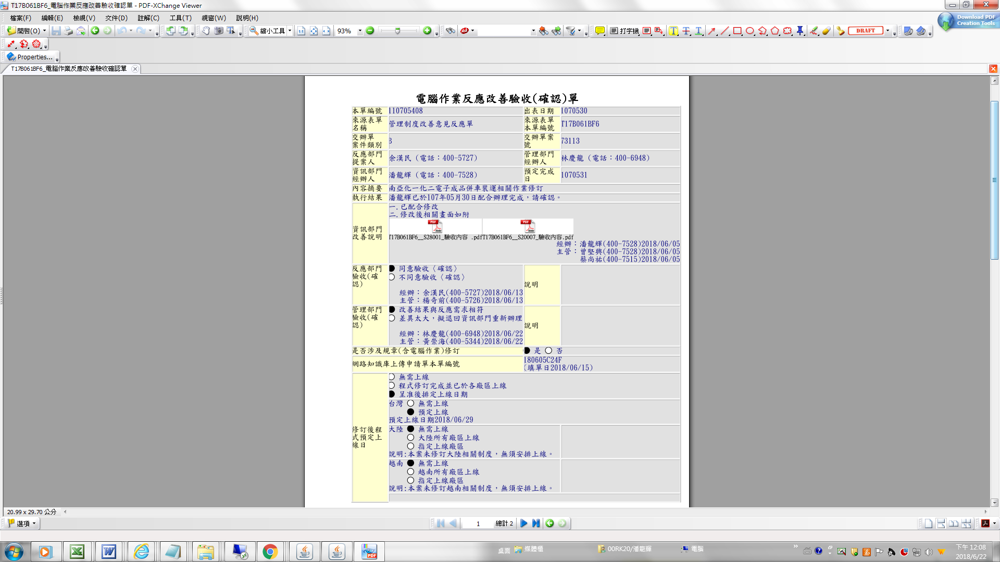 T17B061BF6_電腦作業反應改善驗收確認單 - PDF-XChange Viewer
檔案(F) 編輯(E) 檢視(V) 文件(D) 註解(C) 工具(T) 視窗(W) 說明(H)
Download PDF
Creation Tools
開啓(O) 縮小工具 93% 打字機 DRAFT
Properties...
T17B061BF6_電腦作業反應改善驗收確認單
電腦作業反應改善驗收(確認)單
本單編號 110705408 出表日期 1070530
來源表單名稱 管理制度改善意見反應單 來源表單本單編號 T17B061BF6
交辦單案件類別 3 交辦單案號 73113
反應部門提案人 余漢民 (電話：400-5727) 管理部門經辦人 林慶龍 (電話：400-6948)
資訊部門經辦人 潘龍輝 (電話：400-7528) 預定完成日 1070531
內容摘要 南亞化一化二電子成品併車裝運相關作業修訂
執行結果 潘龍輝已於107年05月30日配合辦理完成，請確認。
資訊部門改善說明
一.已配合修改
二.修改後相關畫面如附
T17B061BF6__S28001_驗收內容 .pdf T17B061BF6__S20007_驗收內容.pdf
經辦：潘龍輝(400-7528)2018/06/05
主管：曾堅興(400-7528)2018/06/05
蔡尚祐(400-7515)2018/06/05
反應部門驗收(確認)
同意驗收〈確認〉
不同意驗收〈確認〉
說明
經辦：余漢民(400-5727)2018/06/13
主管：楊奇前(400-5726)2018/06/13
管理部門驗收(確認)
改善結果與反應需求相符
差異太大，擬退回資訊部門重新辦理
說明
經辦：林慶龍(400-6948)2018/06/22
主管：黃崇海(400-5344)2018/06/22
是否涉及規章(含電腦作業)修訂 是 否
網路知識庫上傳申請單本單編號 180605C24F
(填單日2018/06/15)
修訂後程式預定上線日
無需上線
程式修訂完成並已於各廠區上線
呈准後排定上線日期
台灣 無需上線
預定上線
預定上線日期2018/06/29
大陸 無需上線
大陸所有廠區上線
指定上線廠區
說明:本案未修訂大陸相關制度，無須安排上線。
越南 無需上線
越南所有廠區上線
指定上線廠區
說明:本案未修訂越南相關制度，無須安排上線。
20.99 x 29.70 公分
選項 1 總計 2
桌面 媒體櫃 00RK20/潘龍輝 電腦
下午 12:08
2018/6/22